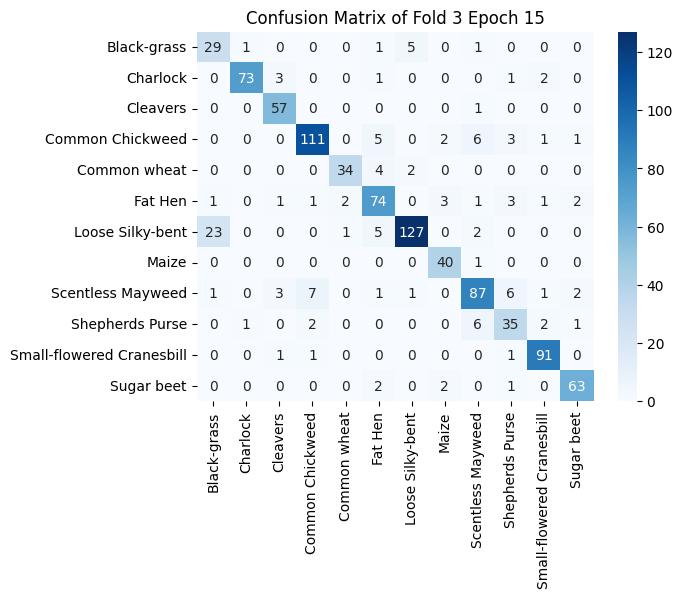 Confusion Matrix of Fold 3 Epoch 15
Black-grass 29 1 0 0 0 1 5 0 1 0 0 0
Charlock 0 73 3 0 0 1 0 0 0 1 2 0
Cleavers 0 0 57 0 0 0 0 0 1 0 0 0
Common Chickweed 0 0 0 111 0 5 0 2 6 3 1 1
Common wheat 0 0 0 0 34 4 2 0 0 0 0 0
Fat Hen 1 0 1 1 2 74 0 3 1 3 1 2
Loose Silky-bent 23 0 0 0 1 5 127 0 2 0 0 0
Maize 0 0 0 0 0 0 0 40 1 0 0 0
Scentless Mayweed 1 0 3 7 0 1 1 0 87 6 1 2
Shepherds Purse 0 1 0 2 0 0 0 0 6 35 2 1
Small-flowered Cranesbill 0 0 1 1 0 0 0 0 0 1 91 0
Sugar beet 0 0 0 0 0 2 0 2 0 1 0 63
Black-grass
Charlock
Cleavers
Common Chickweed
Common wheat
Fat Hen
Loose Silky-bent
Maize
Scentless Mayweed
Shepherds Purse
Small-flowered Cranesbill
Sugar beet
120
100
80
60
40
20
0